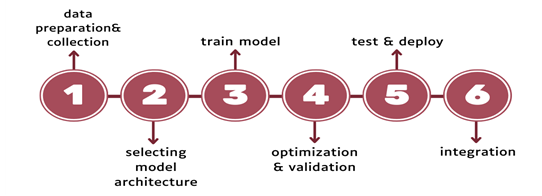 data
preparation&
collection
train model
test & deploy
1
2
3
4
5
6
selecting
model
architecture
optimization
& validation
integration